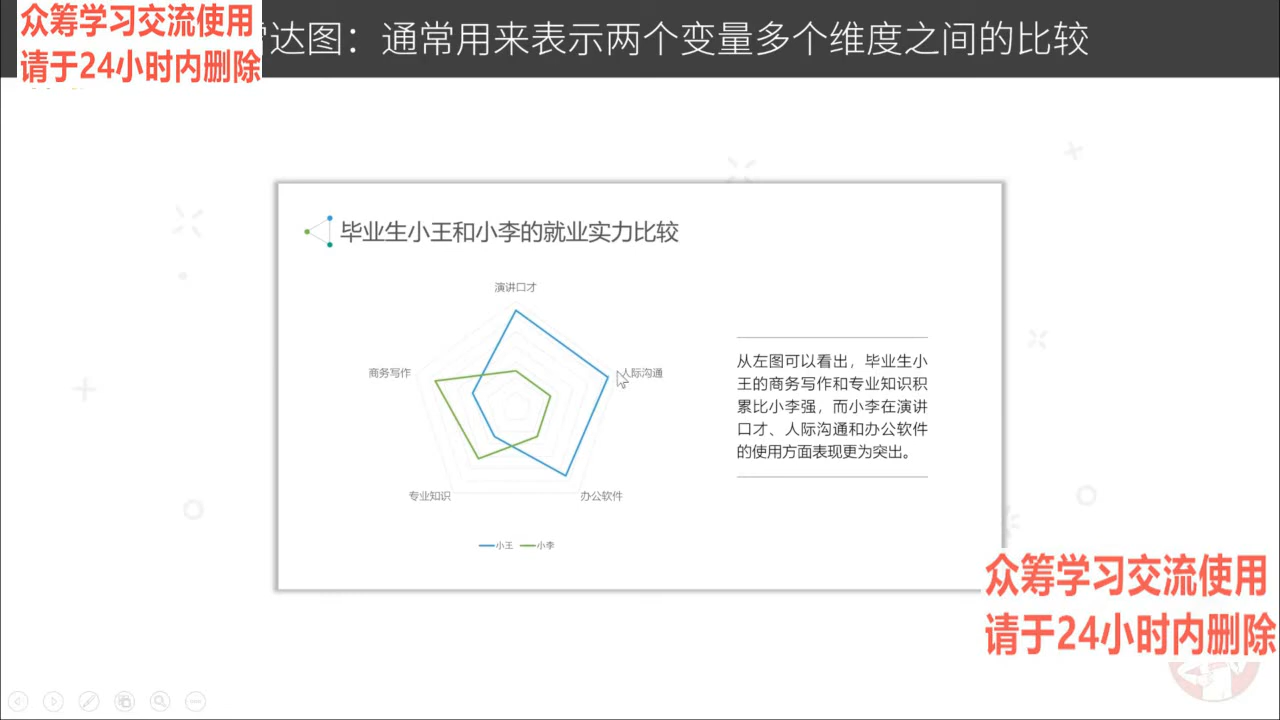 众筹学习交流使用
请于24小时内删除
达图：通常用来表示两个变量多个维度之间的比较
毕业生小王和小李的就业实力比较
演讲口才
商务写作
人际沟通
专业知识
办公软件
小王
小李
从左图可以看出，毕业生小
王的商务写作和专业知识积
累比小李强，而小李在演讲
口才、人际沟通和办公软件
的使用方面表现更为突出。
众筹学习交流使用
请于24小时内删除